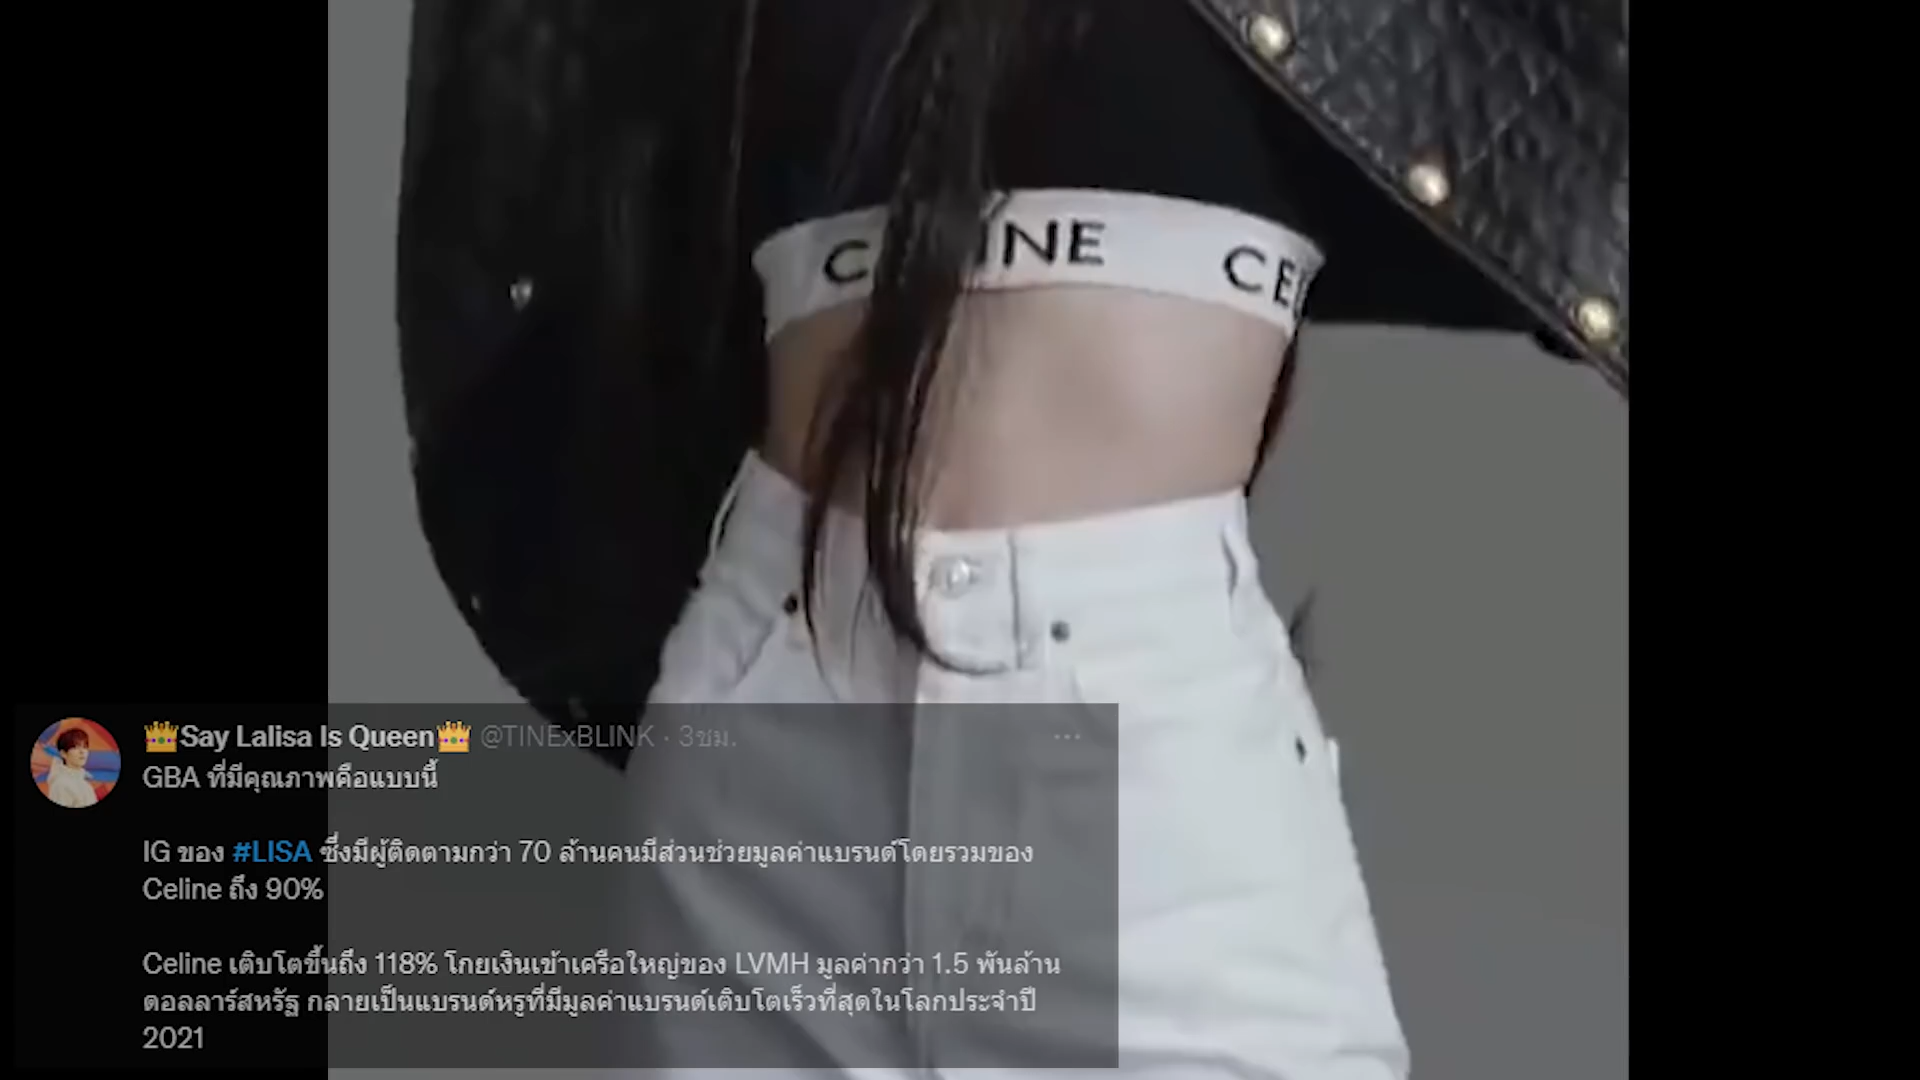 C INE CEL
👑Say Lalisa Is Queen👑 @TINExBLINK · 3ชม.
GBA ที่มีคุณภาพคือแบบนี้
IG ของ #LISA ซึ่งมีผู้ติดตามกว่า 70 ล้านคนมีส่วนช่วยมูลค่าแบรนด์โดยรวมของ
Celine ถึง 90%
Celine เติบโตขึ้นถึง 118% โกยเงินเข้าเครือใหญ่ของ LVMH มูลค่ากว่า 1.5 พันล้าน
ดอลลาร์สหรัฐ กลายเป็นแบรนด์หรูที่มีมูลค่าแบรนด์เติบโตเร็วที่สุดในโลกประจำปี
2021